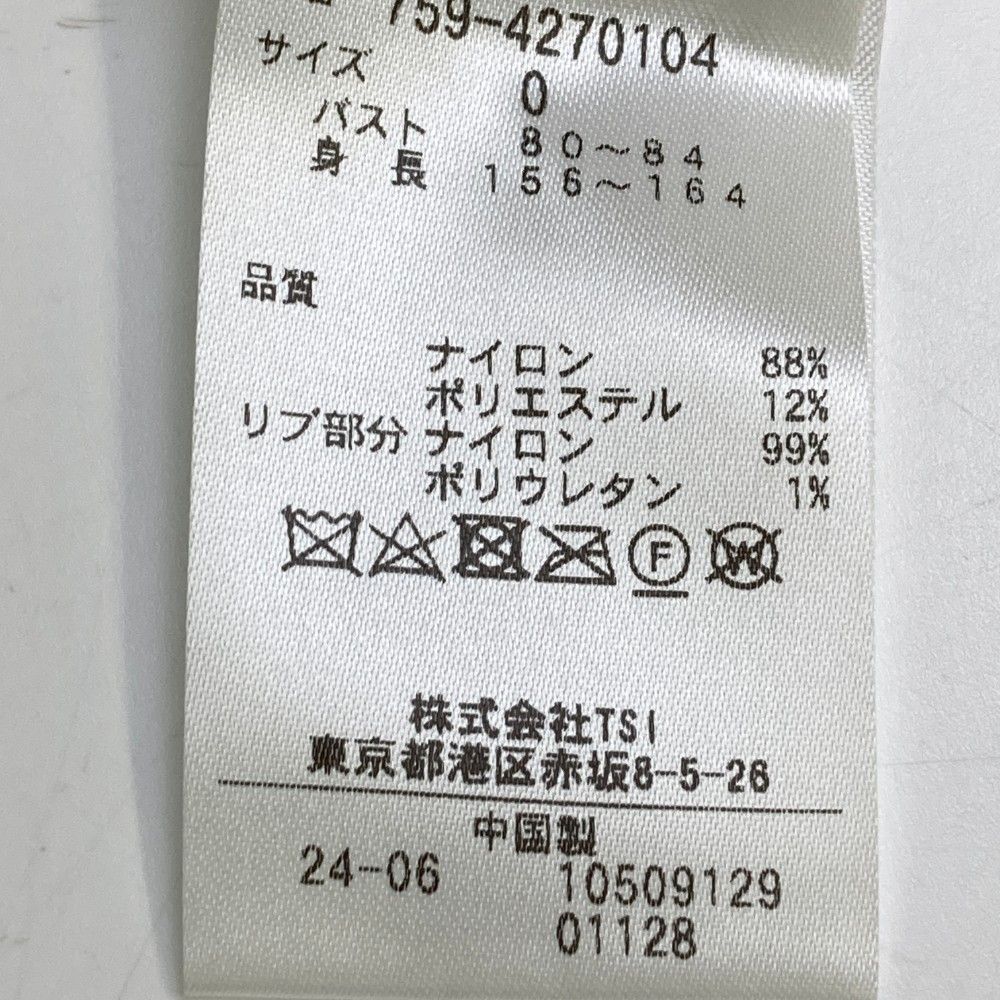 759-4270104
サイズ 0
バスト 80~84
身長 156~164
品質
ナイロン 88%
ポリエステル 12%
リブ部分 ナイロン 99%
ポリウレタン 1%
F W
株式会社TSI
東京都港区赤坂8-5-26
中国製
24-06 10509129
01128